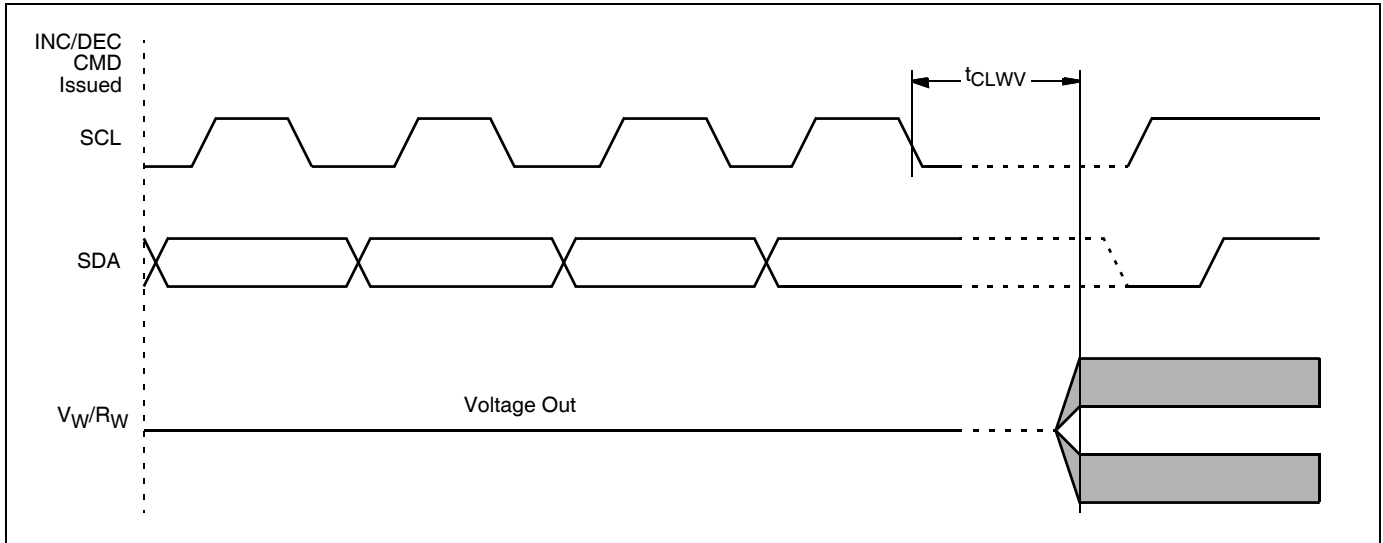 INC/DEC
CMD
Issued
tCLWV
SCL
SDA
Voltage Out
VW/RW